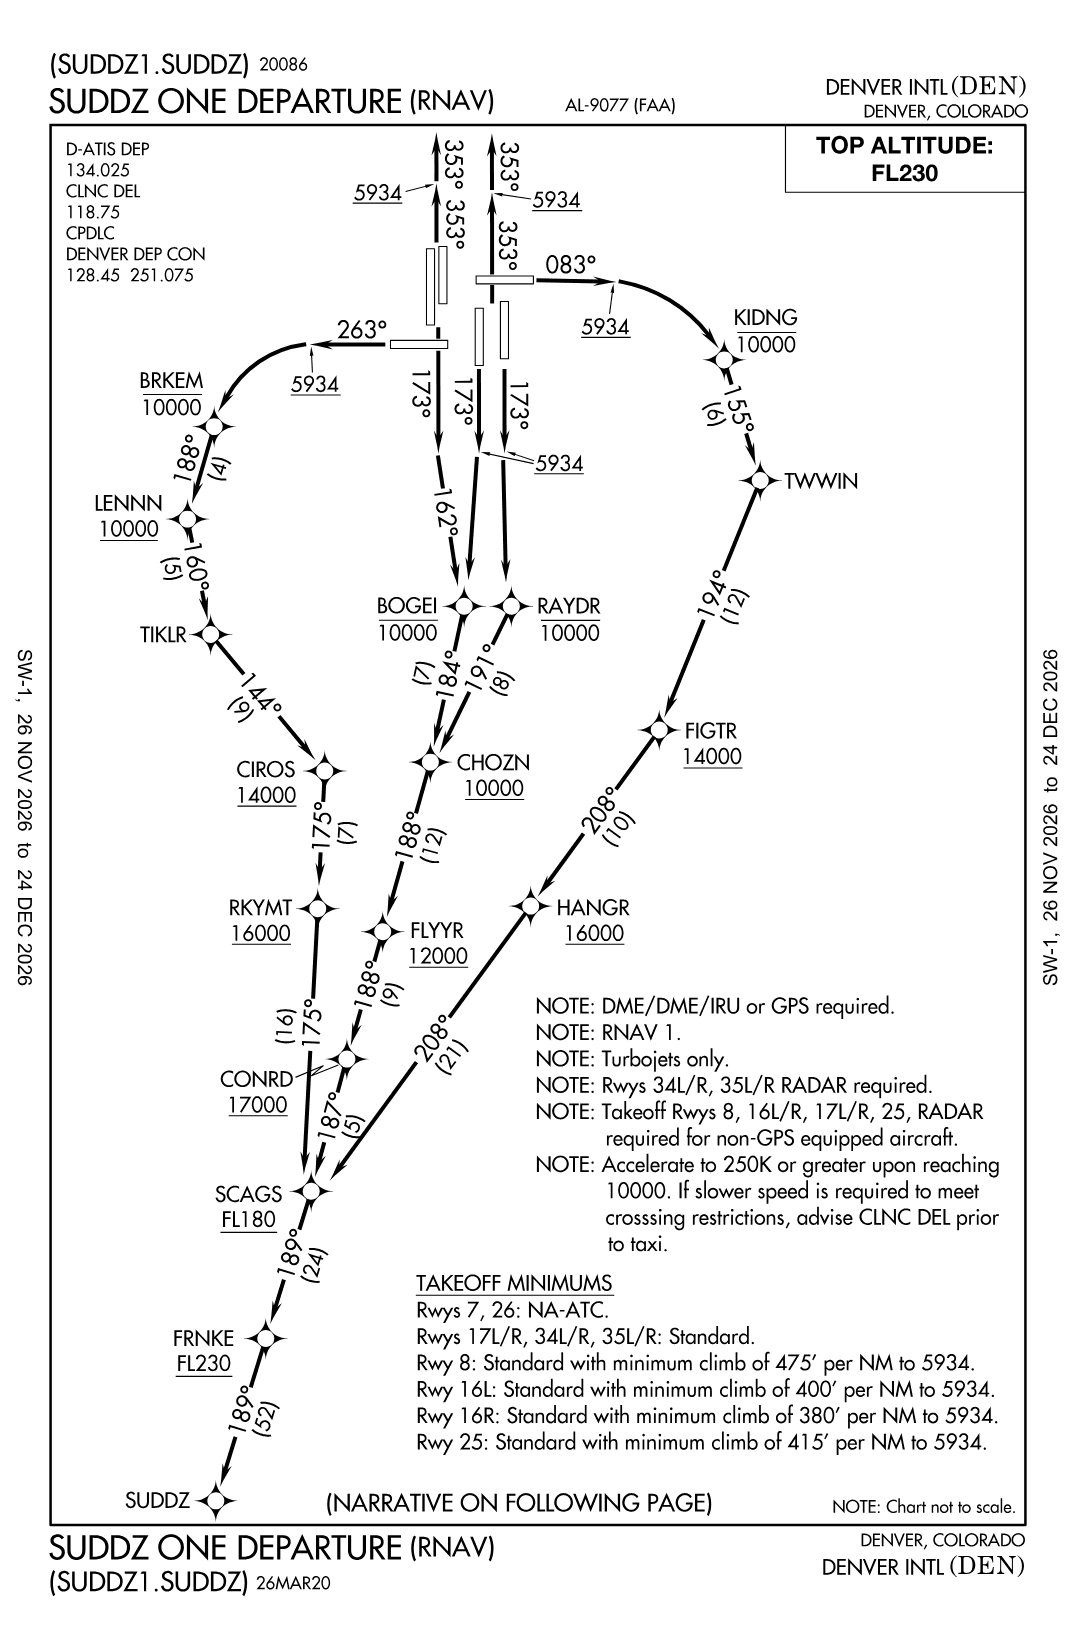 (SUDDZ1.SUDDZ) 20086
SUDDZ ONE DEPARTURE (RNAV)
AL-9077 (FAA)
DENVER INTL (DEN)
DENVER, COLORADO
TOP ALTITUDE:
FL230
D-ATIS DEP
134.025
CLNC DEL
118.75
CPDLC
DENVER DEP CON
128.45 251.075
353°
353°
5934
353°
5934
353°
083°
5934
KIDNG
10000
155°
(6)
TWWIN
263°
5934
BRKEM
10000
188°
(4)
LENNN
10000
160°
(5)
TIKLR
173°
173°
173°
5934
162°
BOGEI
10000
RAYDR
10000
184°
(7)
191°
(8)
194°
(12)
144°
(9)
FIGTR
14000
CIROS
14000
CHOZN
10000
175°
(7)
188°
(12)
208°
(10)
RKYMT
16000
FLYYR
12000
HANGR
16000
175°
(16)
188°
(9)
208°
(21)
CONRD
17000
187°
(5)
SCAGS
FL180
189°
(24)
FRNKE
FL230
189°
(52)
SUDDZ
NOTE: DME/DME/IRU or GPS required.
NOTE: RNAV 1.
NOTE: Turbojets only.
NOTE: Rwys 34L/R, 35L/R RADAR required.
NOTE: Takeoff Rwys 8, 16L/R, 17L/R, 25, RADAR
required for non-GPS equipped aircraft.
NOTE: Accelerate to 250K or greater upon reaching
10000. If slower speed is required to meet
crosssing restrictions, advise CLNC DEL prior
to taxi.
TAKEOFF MINIMUMS
Rwys 7, 26: NA-ATC.
Rwys 17L/R, 34L/R, 35L/R: Standard.
Rwy 8: Standard with minimum climb of 475' per NM to 5934.
Rwy 16L: Standard with minimum climb of 400' per NM to 5934.
Rwy 16R: Standard with minimum climb of 380' per NM to 5934.
Rwy 25: Standard with minimum climb of 415' per NM to 5934.
(NARRATIVE ON FOLLOWING PAGE)
NOTE: Chart not to scale.
SW-1, 26 NOV 2026 to 24 DEC 2026
SW-1, 26 NOV 2026 to 24 DEC 2026
SUDDZ ONE DEPARTURE (RNAV)
(SUDDZ1.SUDDZ) 26MAR20
DENVER, COLORADO
DENVER INTL (DEN)